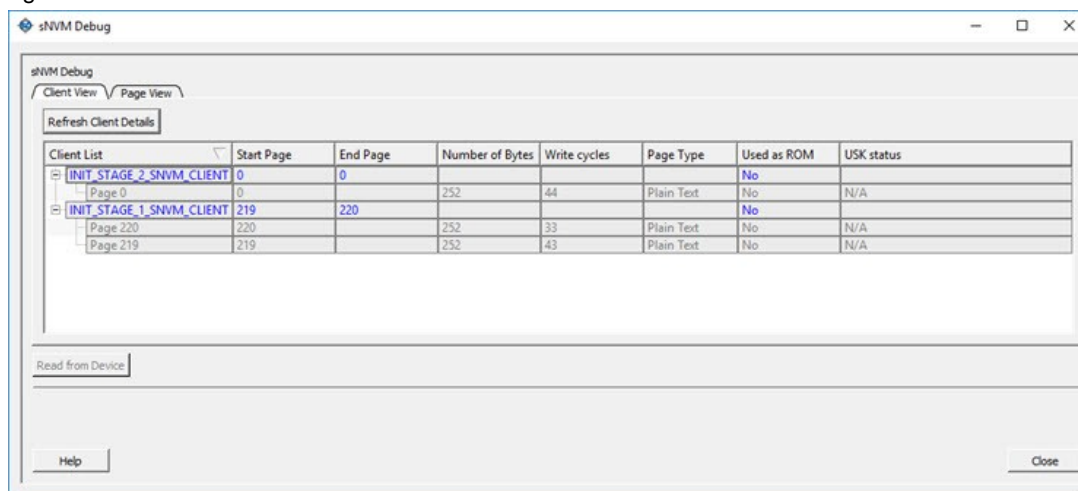 sNVM Debug
sNVM Debug
Client View Page View
Refresh Client Details
Client List Start Page End Page Number of Bytes Write cycles Page Type Used as ROM USK status
INIT_STAGE_2_SNVM_CLIENT 0 0 No
Page 0 0 252 44 Plain Text No N/A
INIT_STAGE_1_SNVM_CLIENT 219 220 No
Page 220 220 252 33 Plain Text No N/A
Page 219 219 252 43 Plain Text No N/A
Read from Device
Help Close